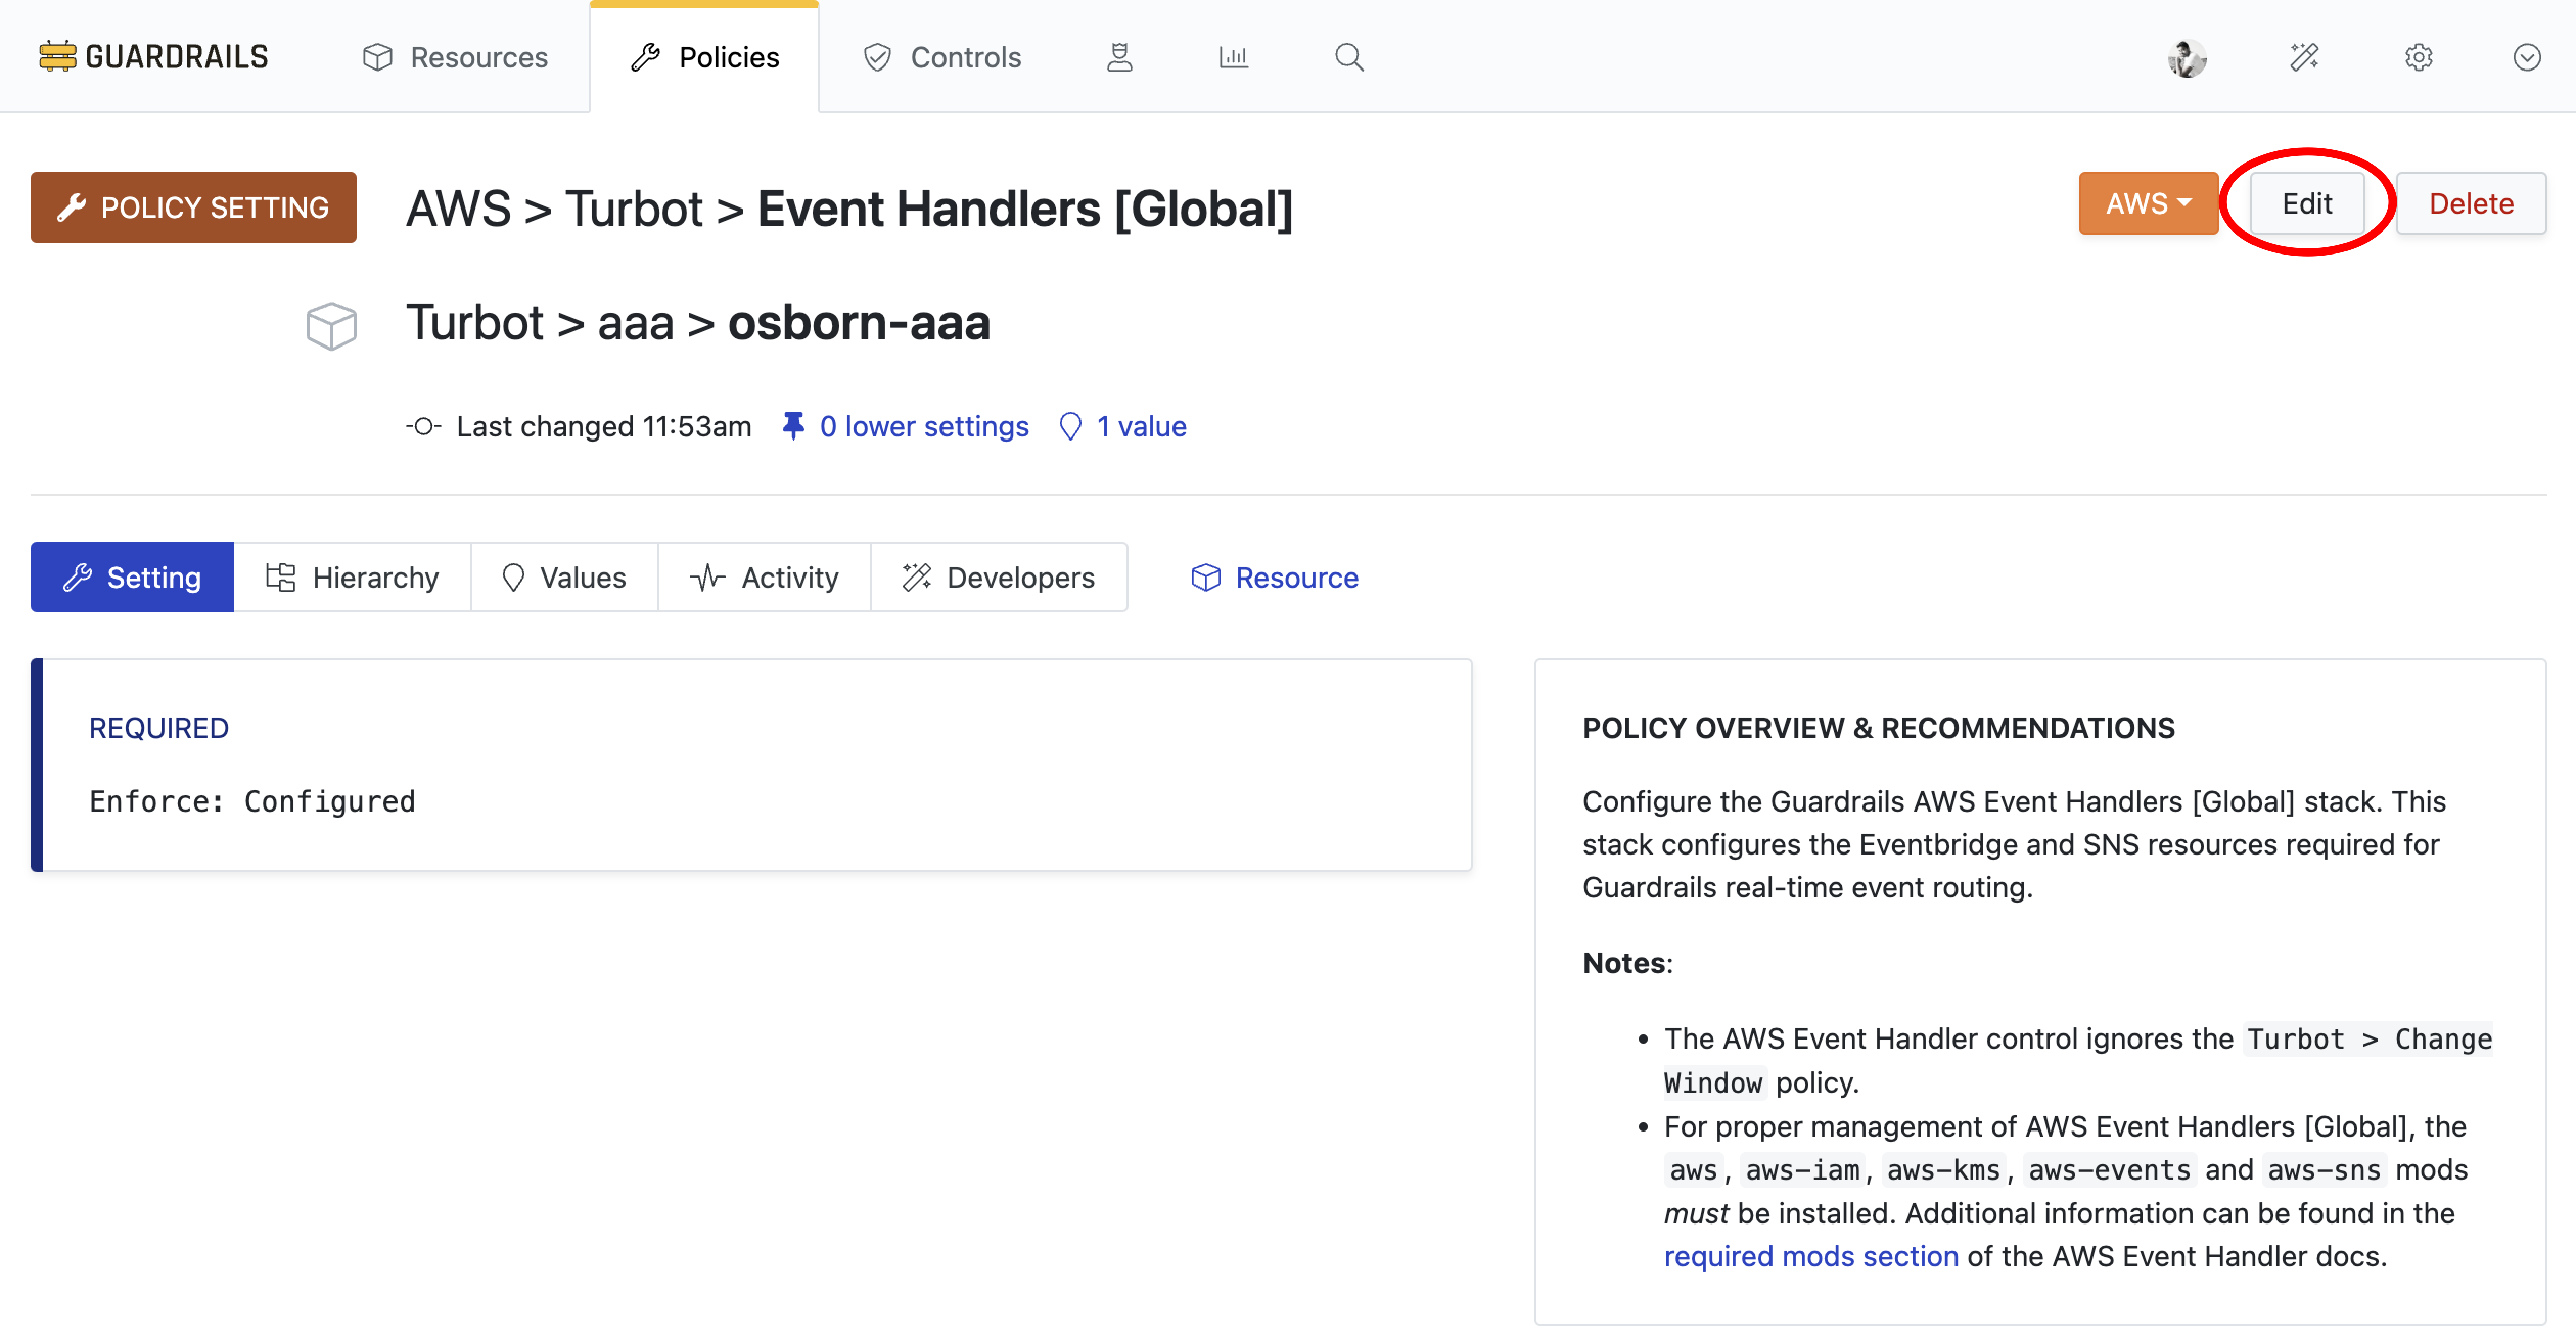 GUARDRAILS
Resources
Policies
Controls
POLICY SETTING
AWS > Turbot > Event Handlers [Global]
AWS
Edit
Delete
Turbot > aaa > osborn-aaa
Last changed 11:53am
0 lower settings
1 value
Setting
Hierarchy
Values
Activity
Developers
Resource
REQUIRED
Enforce: Configured
POLICY OVERVIEW & RECOMMENDATIONS
Configure the Guardrails AWS Event Handlers [Global] stack. This
stack configures the Eventbridge and SNS resources required for
Guardrails real-time event routing.
Notes:
• The AWS Event Handler control ignores the Turbot > Change
Window policy.
• For proper management of AWS Event Handlers [Global], the
aws, aws-iam, aws-kms, aws-events and aws-sns mods
must be installed. Additional information can be found in the
required mods section of the AWS Event Handler docs.